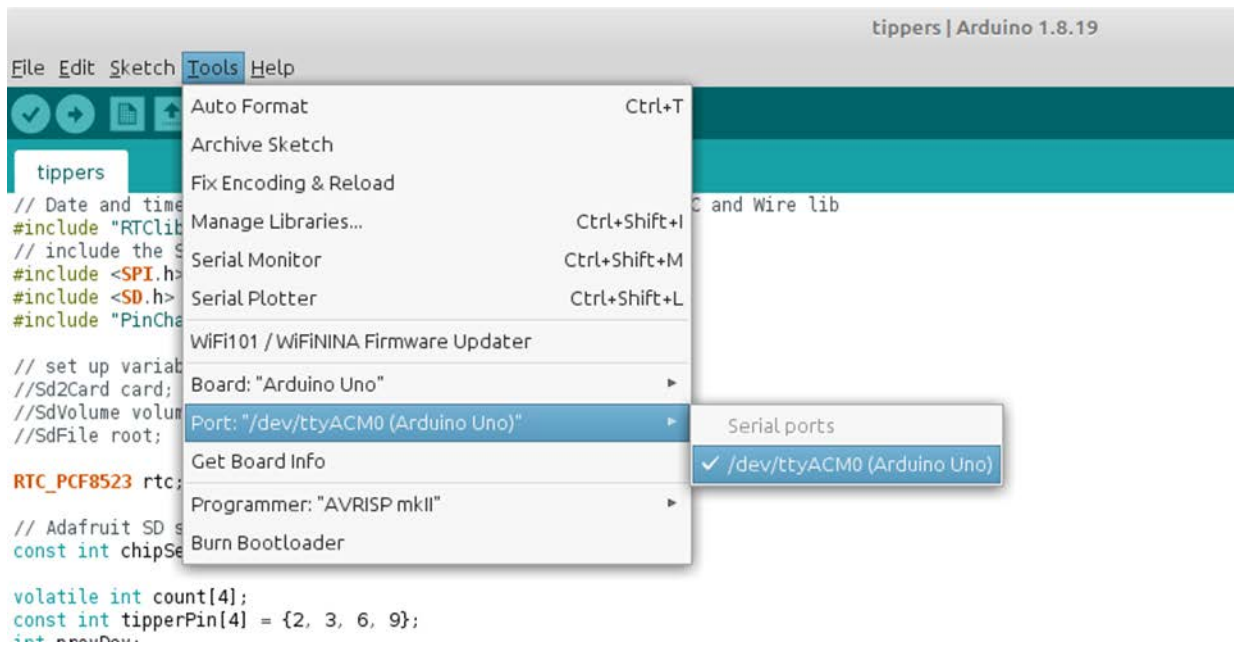 tippers | Arduino 1.8.19
File Edit Sketch Tools Help
tippers
Auto Format Ctrl+T
Archive Sketch
Fix Encoding & Reload
Manage Libraries... Ctrl+Shift+I
Serial Monitor Ctrl+Shift+M
Serial Plotter Ctrl+Shift+L
WiFi101 / WiFiNINA Firmware Updater
Board: "Arduino Uno"
Port: "/dev/ttyACM0 (Arduino Uno)"
Get Board Info
Programmer: "AVRISP mkII"
Burn Bootloader
Serial ports
✓ /dev/ttyACM0 (Arduino Uno)
// Date and time C and Wire lib
#include "RTClib
// include the S
#include <SPI.h>
#include <SD.h>
#include "PinCha
// set up variab
//Sd2Card card;
//SdVolume volum
//SdFile root;
RTC_PCF8523 rtc;
// Adafruit SD s
const int chipSe
volatile int count[4];
const int tipperPin[4] = {2, 3, 6, 9};